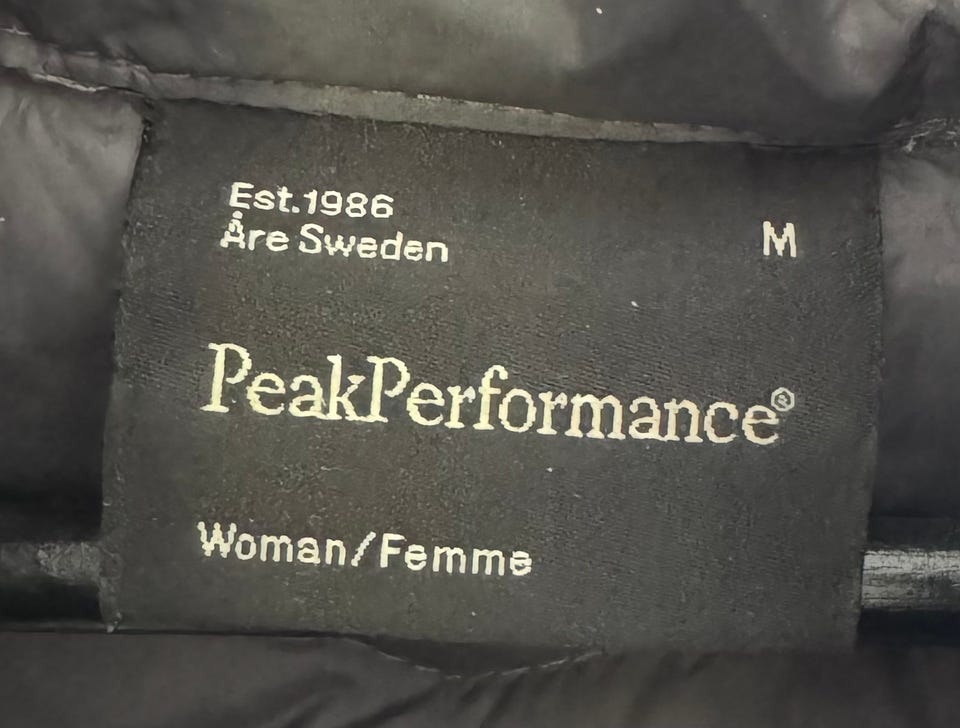 Est.1986
Åre Sweden
M
PeakPerformance®
Woman/Femme